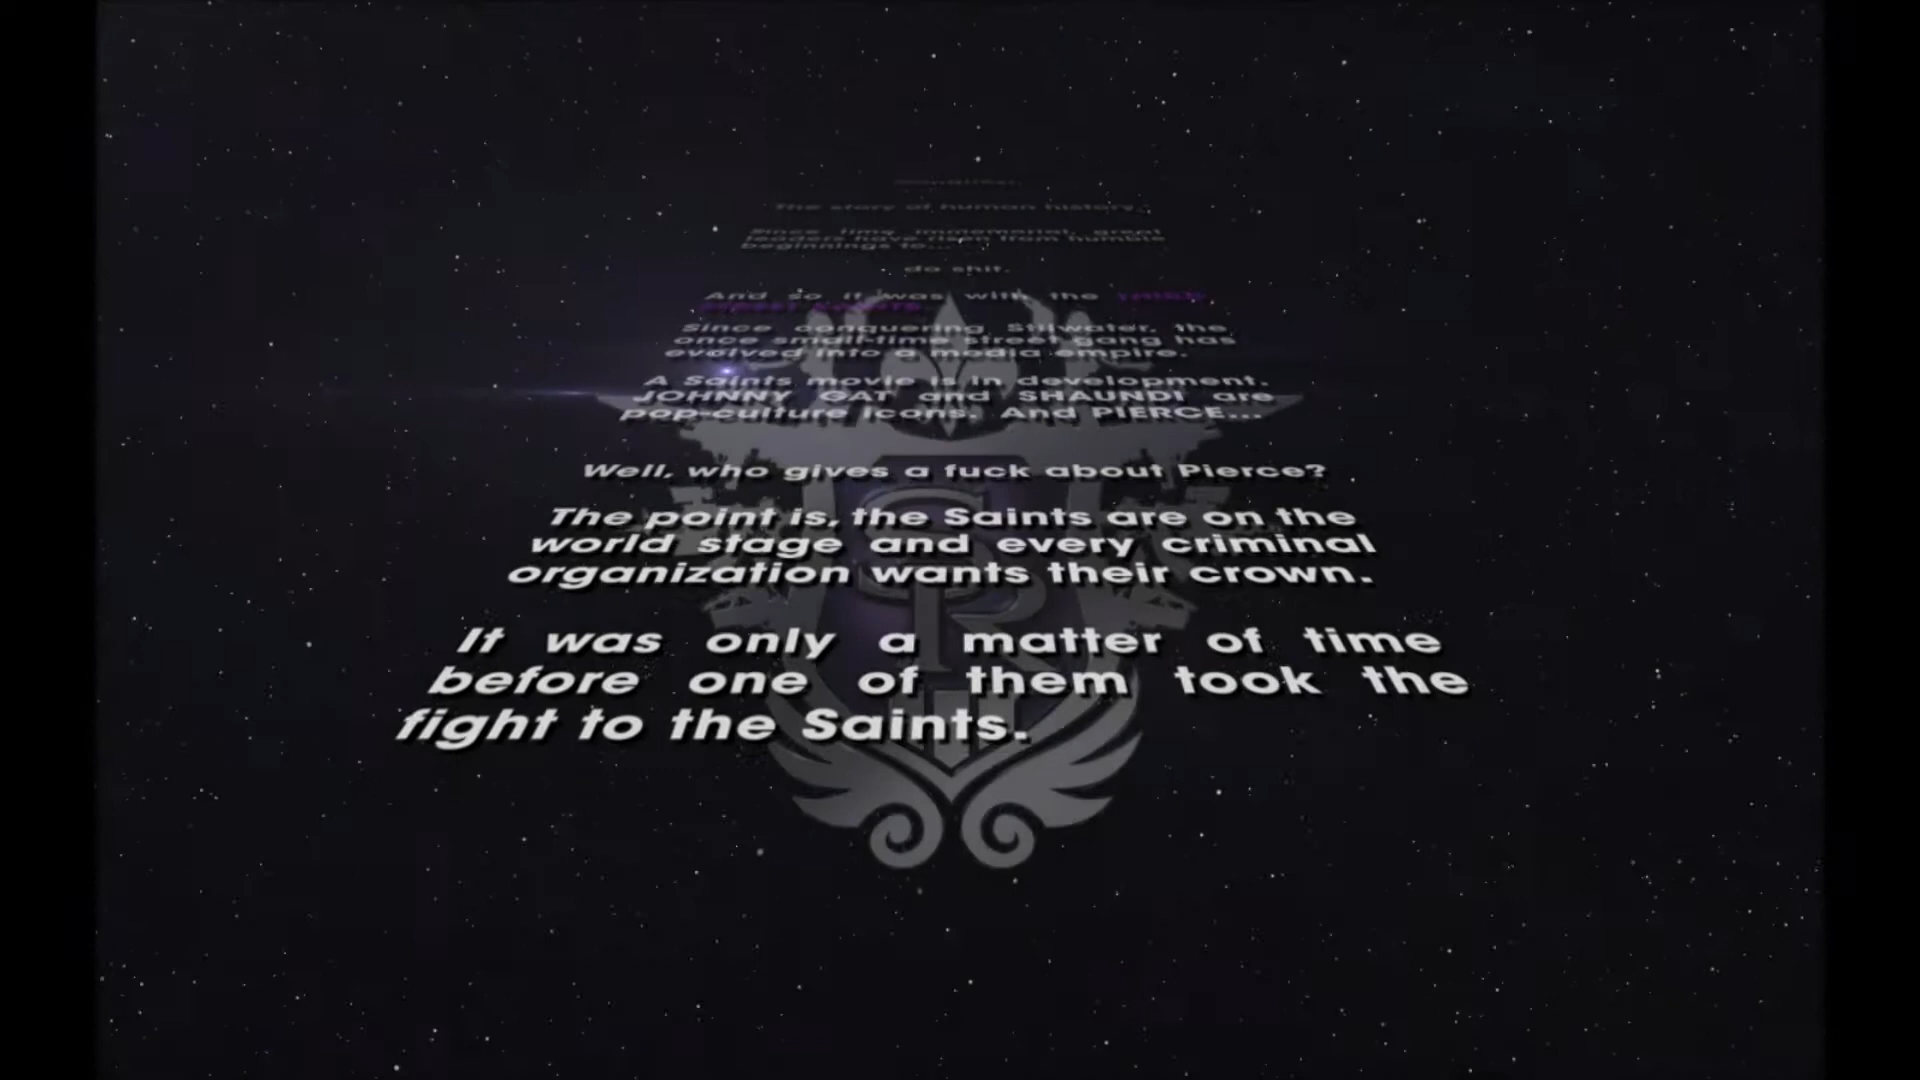 The story of human history.
Since time immemorial, great
leaders have risen from humble
beginnings to...
do shit.
And so it was with the THIRD
STREET SAINTS.
Since conquering Stilwater, the
once small-time street gang has
evolved into a media empire.
A Saints movie is in development.
JOHNNY GAT and SHAUNDI are
pop-culture icons. And PIERCE...
Well, who gives a fuck about Pierce?
The point is, the Saints are on the
world stage and every criminal
organization wants their crown.
It was only a matter of time
before one of them took the
fight to the Saints.
SR